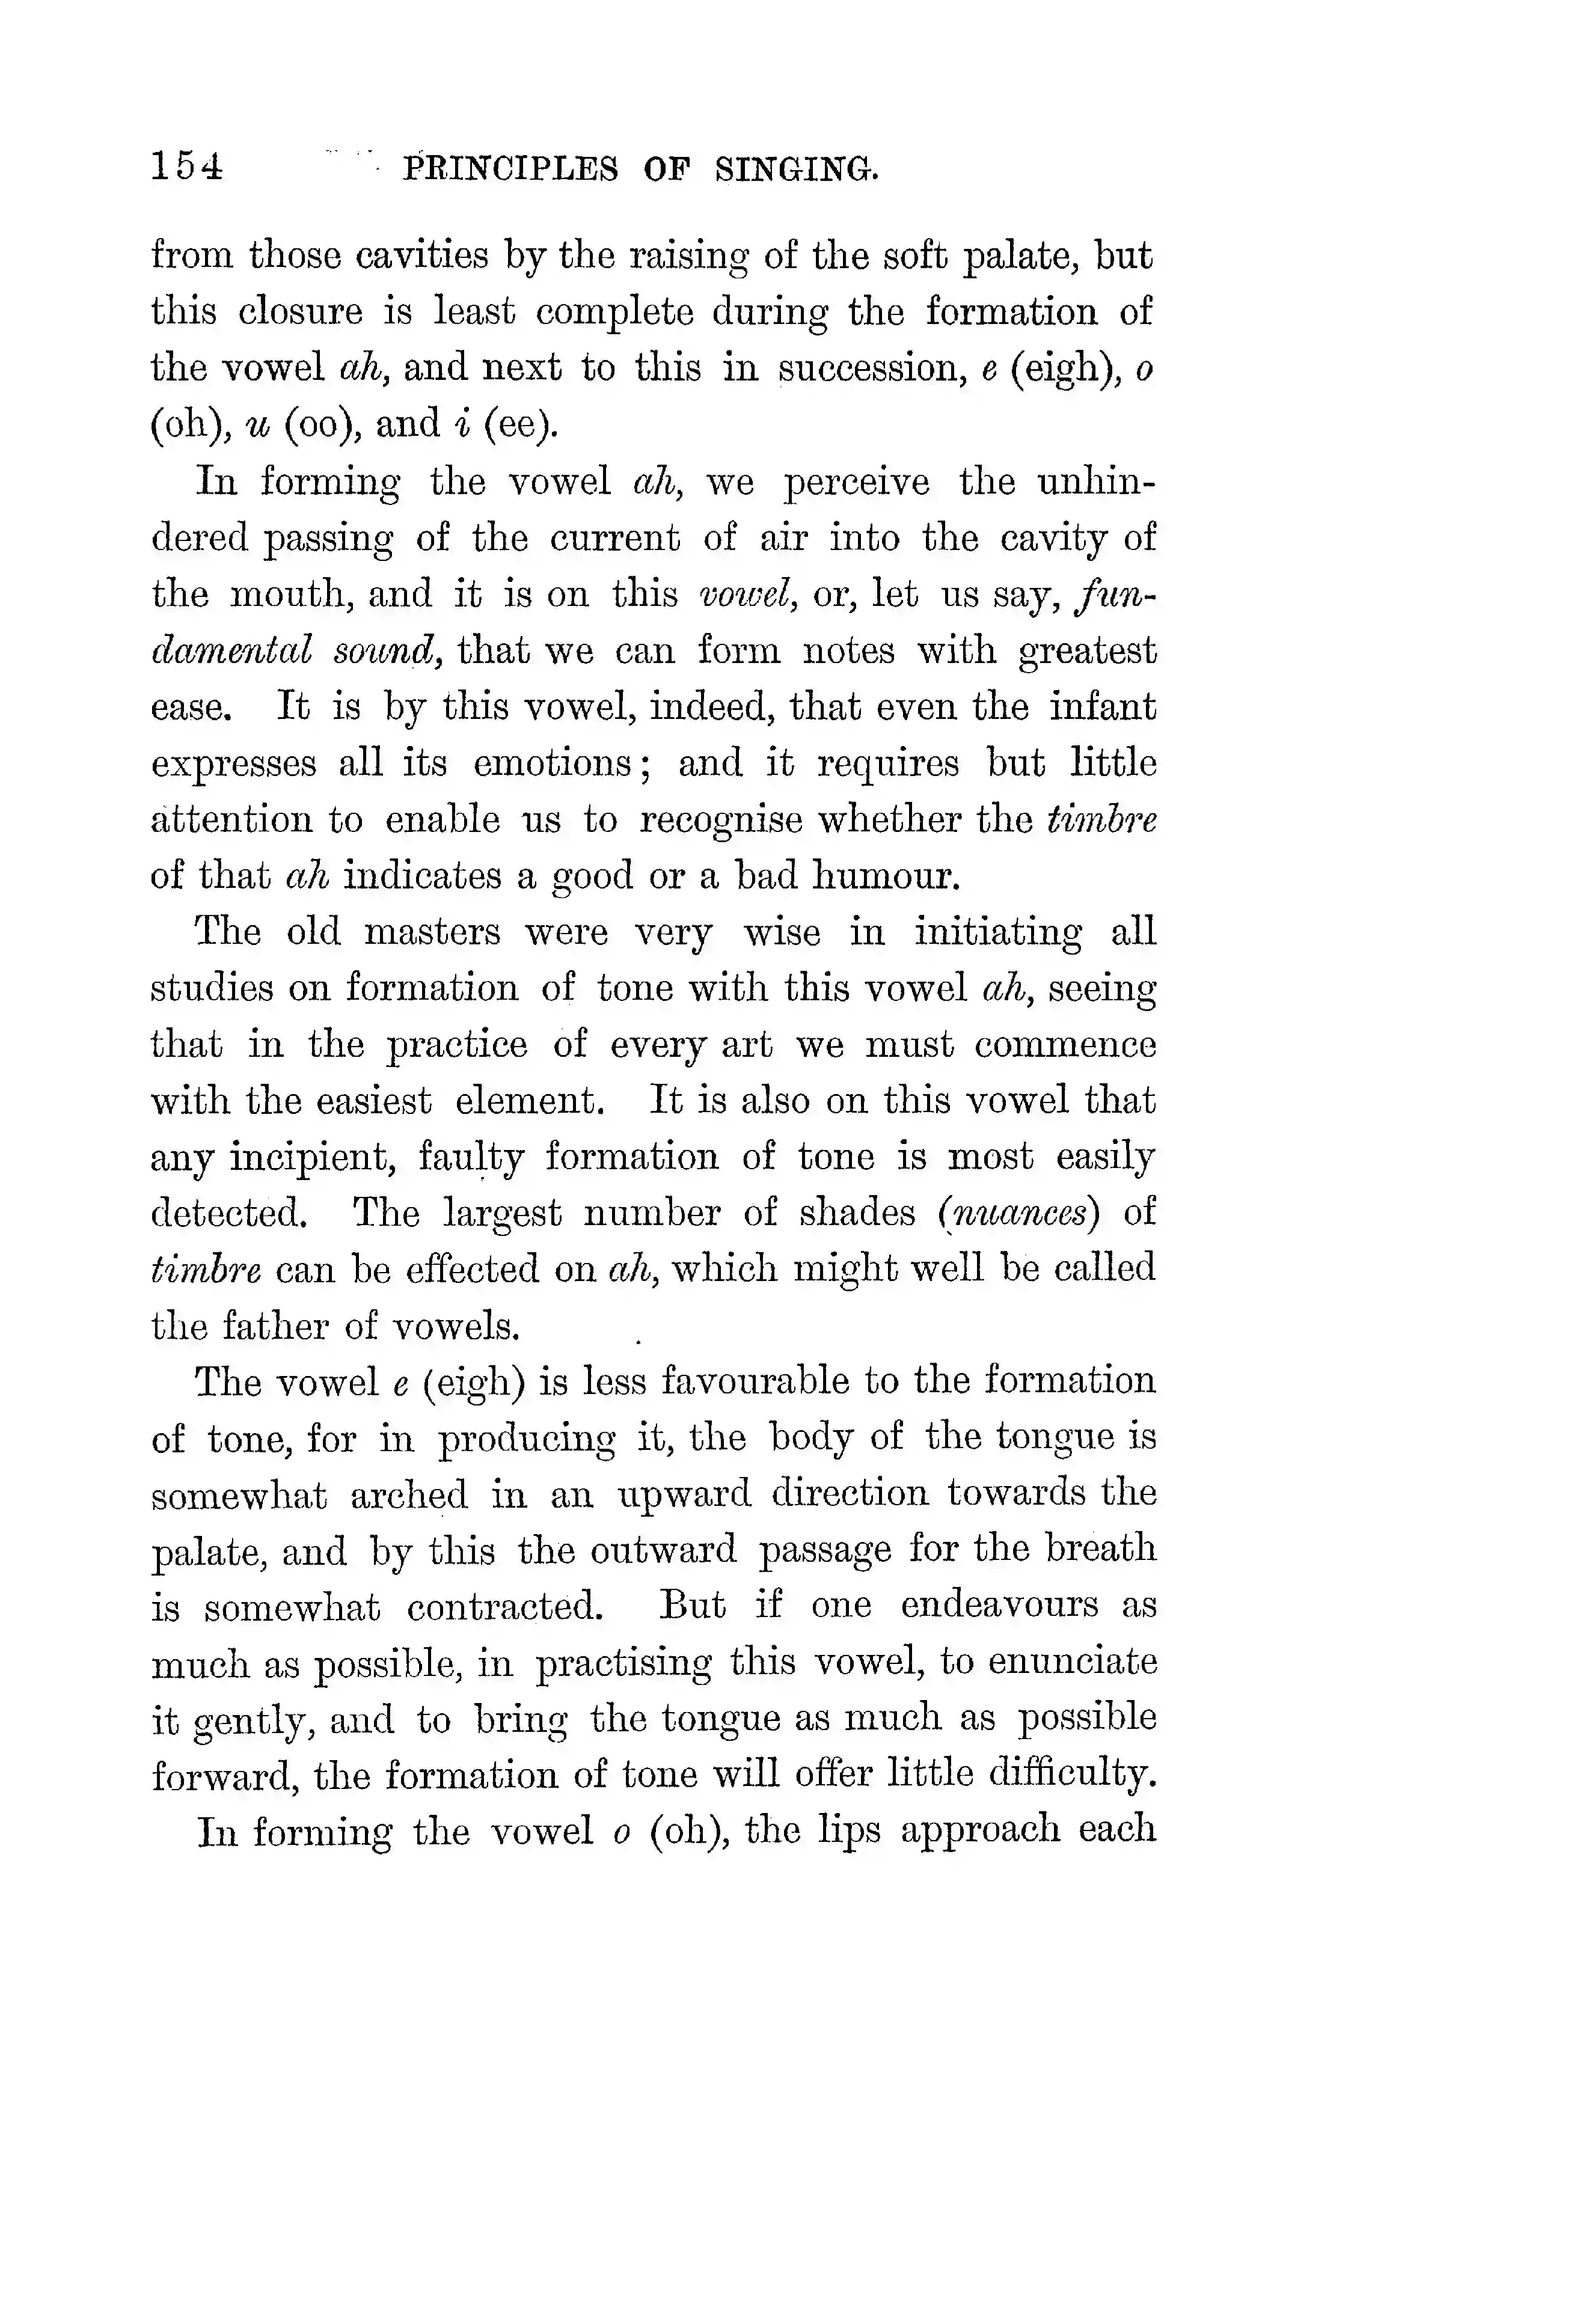 154 PRINCIPLES OF SINGING.
from those cavities by the raising of the soft palate, but
this closure is least complete during the formation of
the vowel ah, and next to this in succession, e (eigh), o
(oh), u (oo), and i (ee).
In forming the vowel ah, we perceive the unhin-
dered passing of the current of air into the cavity of
the mouth, and it is on this vowel, or, let us say, fun-
damental sound, that we can form notes with greatest
ease. It is by this vowel, indeed, that even the infant
expresses all its emotions; and it requires but little
attention to enable us to recognise whether the timbre
of that ah indicates a good or a bad humour.
The old masters were very wise in initiating all
studies on formation of tone with this vowel ah, seeing
that in the practice of every art we must commence
with the easiest element. It is also on this vowel that
any incipient, faulty formation of tone is most easily
detected. The largest number of shades (nuances) of
timbre can be effected on ah, which might well be called
the father of vowels.
The vowel e (eigh) is less favourable to the formation
of tone, for in producing it, the body of the tongue is
somewhat arched in an upward direction towards the
palate, and by this the outward passage for the breath
is somewhat contracted. But if one endeavours as
much as possible, in practising this vowel, to enunciate
it gently, and to bring the tongue as much as possible
forward, the formation of tone will offer little difficulty.
In forming the vowel o (oh), the lips approach each